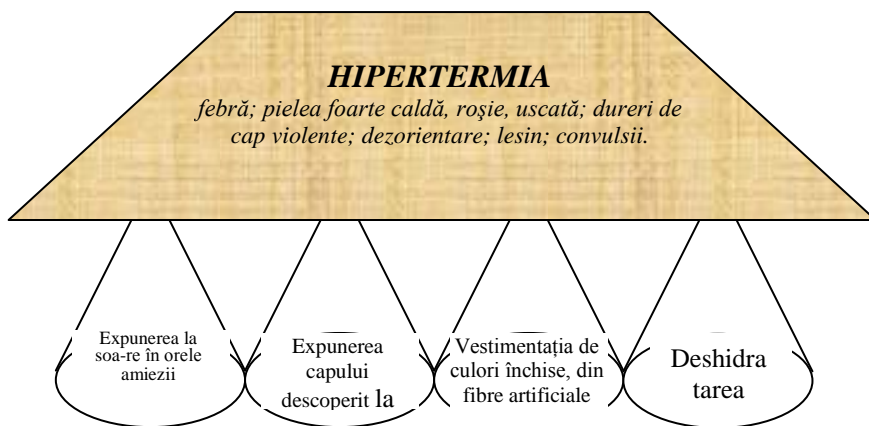 HIPERTERMIA
febră; pielea foarte caldă, roşie, uscată; dureri de
cap violente; dezorientare; lesin; convulsii.
Expunerea la
soa-re în orele
amiezii
Expunerea
capului
descoperit la
Vestimentaţia de
culori închise, din
fibre artificiale
Deshidra
tarea